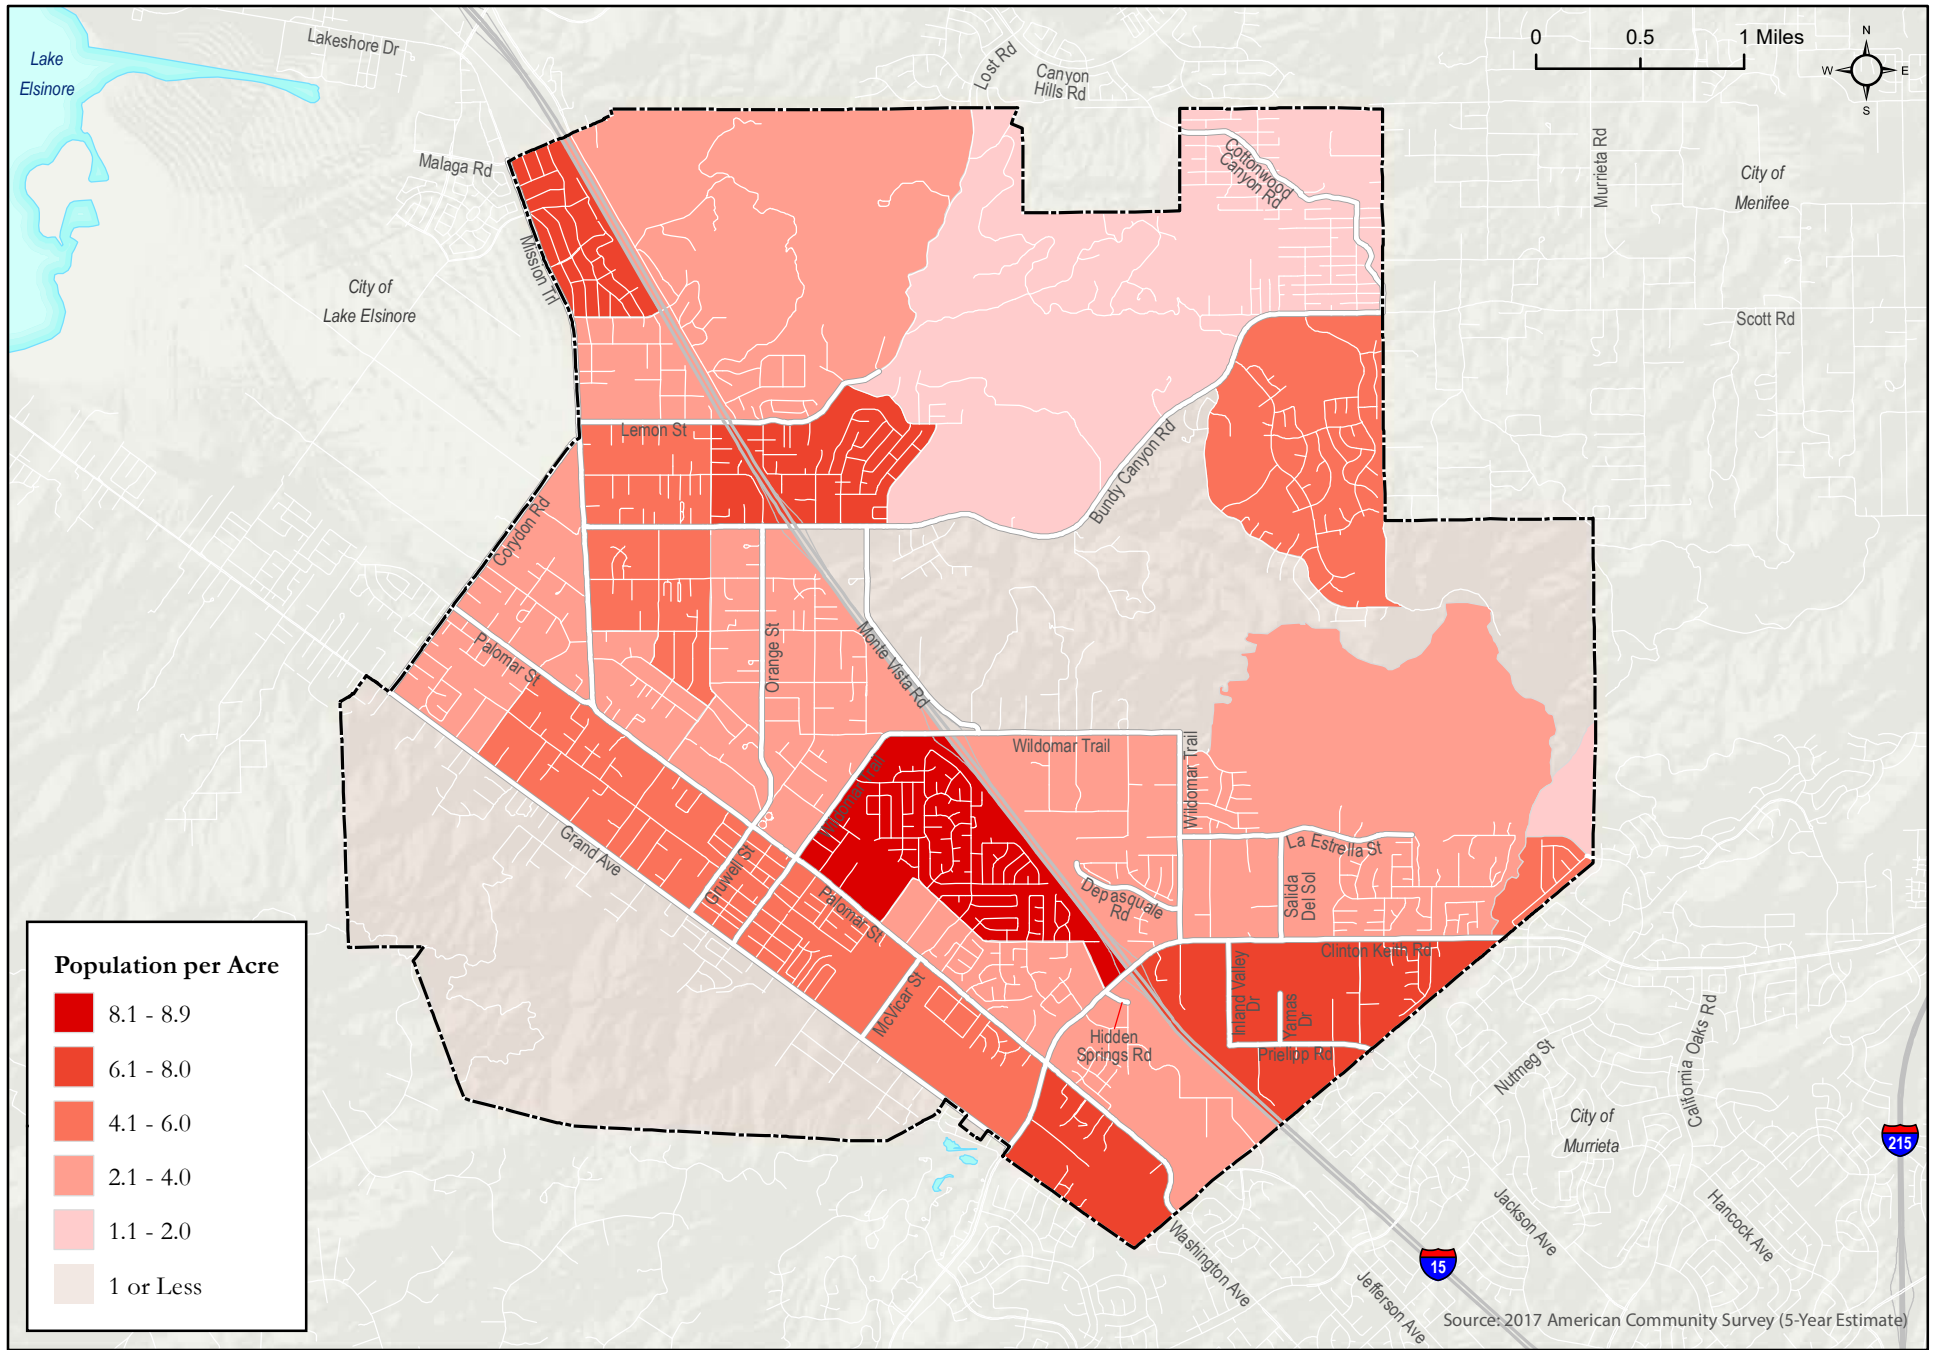 Lake
Elsinore
Lakeshore Dr
Lost Rd
Canyon
Hills Rd
0 0.5 1 Miles
N
W E
S
Malaga Rd
Cottonwood
Canyon Rd
Murrieta Rd
City of
Menifee
Mission Trl
City of
Lake Elsinore
Scott Rd
Lemon St
Bundy Canyon Rd
Corydon Rd
Palomar St
Orange St
Monte Vista Rd
Wildomar Trail
Wildomar Trail
Wildomar Trail
Grand Ave
Gruwell St
Palomar St
Depasquale
Rd
La Estrella St
Salida
Del Sol
Clinton Keith Rd
McVicar St
Inland Valley
Dr
Yamas
Dr
Prielipp Rd
Hidden
Springs Rd
Nutmeg St
California Oaks Rd
City of
Murrieta
215
Jackson Ave
Hancock Ave
Washington Ave
15
Jefferson Ave
Population per Acre
8.1 - 8.9
6.1 - 8.0
4.1 - 6.0
2.1 - 4.0
1.1 - 2.0
1 or Less
Source: 2017 American Community Survey (5-Year Estimate)